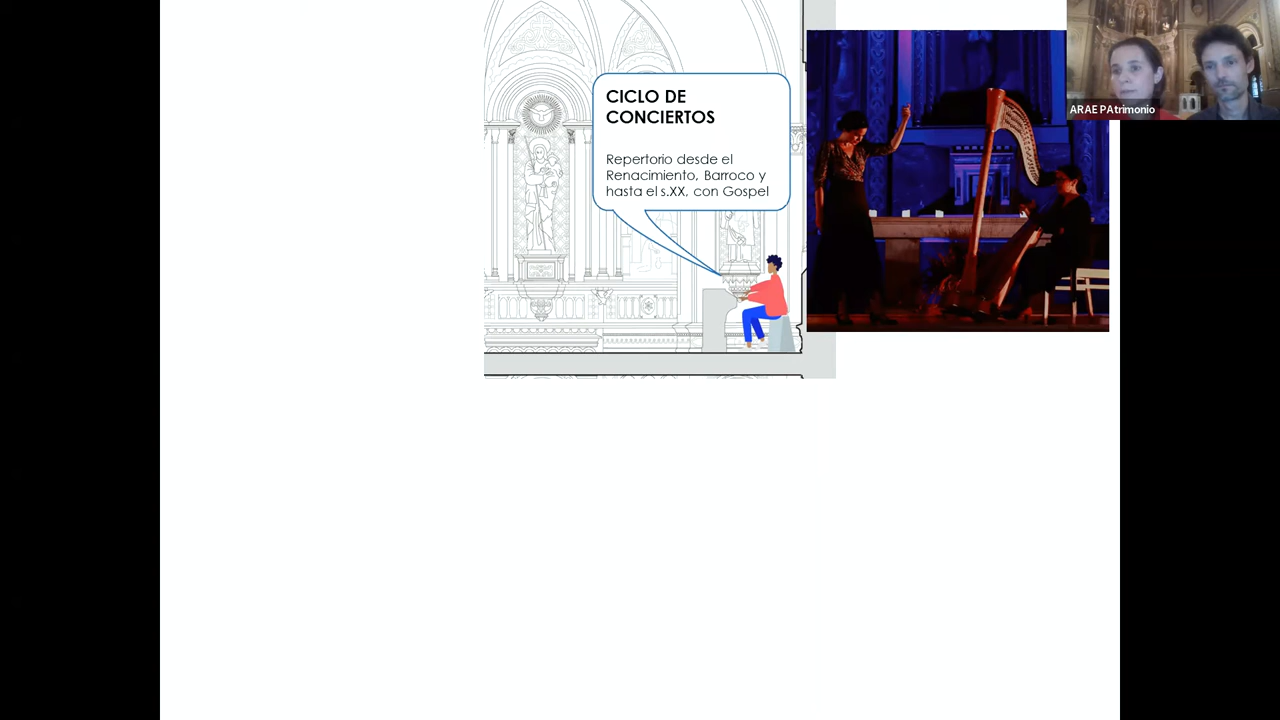 CICLO DE
CONCIERTOS
Repertorio desde el
Renacimiento, Barroco y
hasta el s.XX, con Gospel
ARAE PAtrimonio